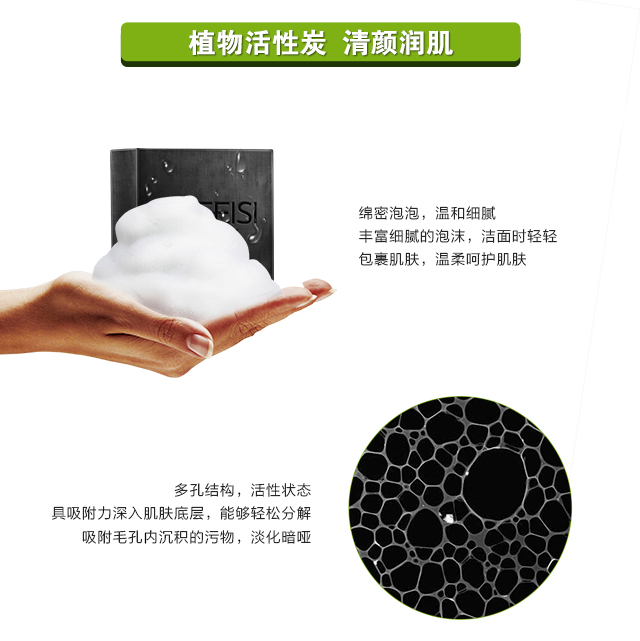 植物活性炭 清颜润肌
绵密泡泡，温和细腻
丰富细腻的泡沫，洁面时轻轻
包裹肌肤，温柔呵护肌肤
多孔结构，活性状态
具吸附力深入肌肤底层，能够轻松分解
吸附毛孔内沉积的污物，淡化暗哑